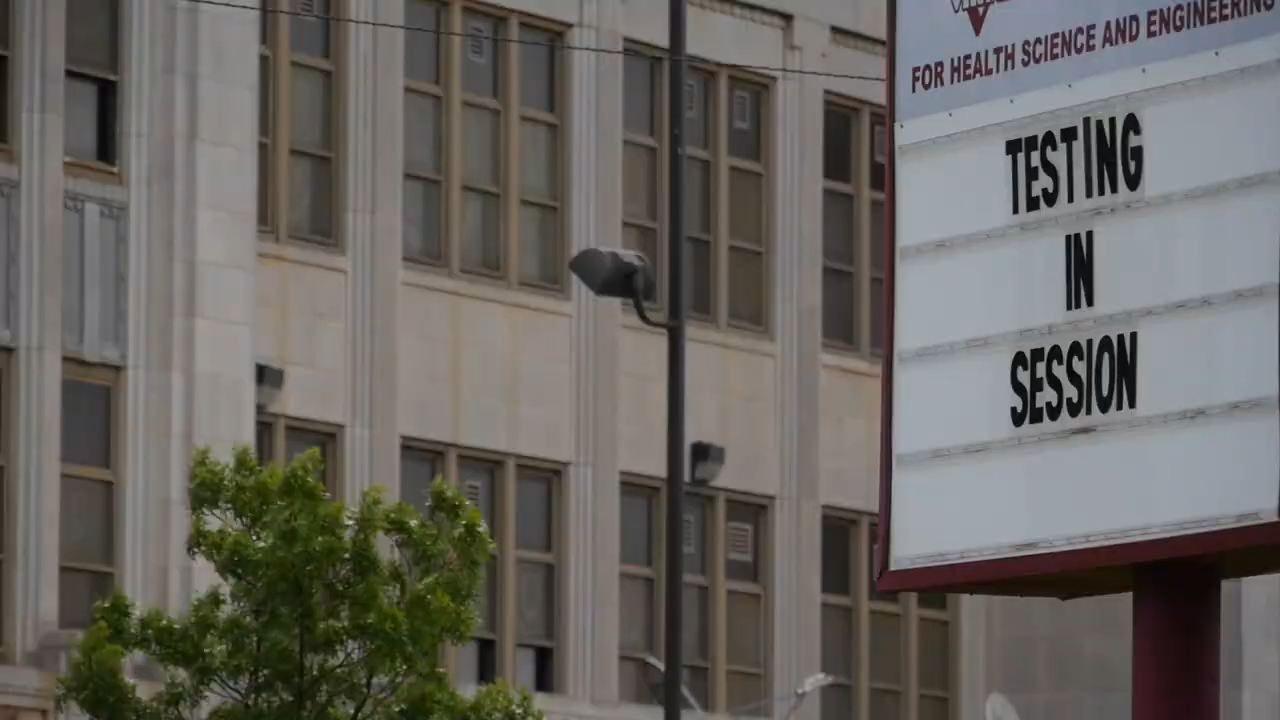 FOR HEALTH SCIENCE AND ENGINEERING
TESTING
IN
SESSION